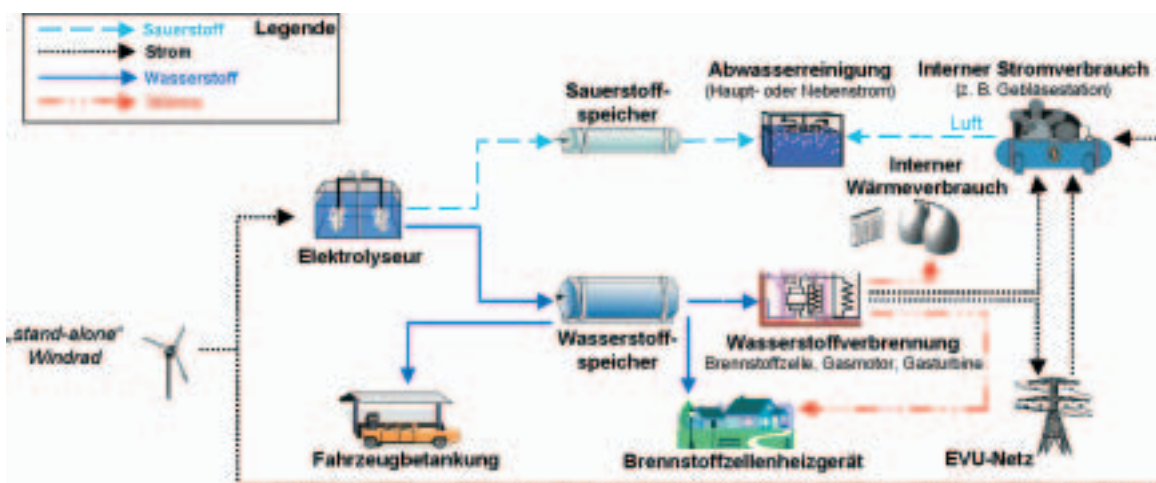 Legende
Sauerstoff
Strom
Wasserstoff
Wärme
Sauerstoff-
speicher
Abwasserreinigung
(Haupt- oder Nebenstrom)
Interner Stromverbrauch
(z. B. Gebläsestation)
Luft
Interner
Wärmeverbrauch
Elektrolyseur
„stand-alone“
Windrad
Wasserstoff-
speicher
Wasserstoffverbrennung
Brennstoffzelle, Gasmotor, Gasturbine
Fahrzeugbetankung
Brennstoffzellenheizgerät
EVU-Netz